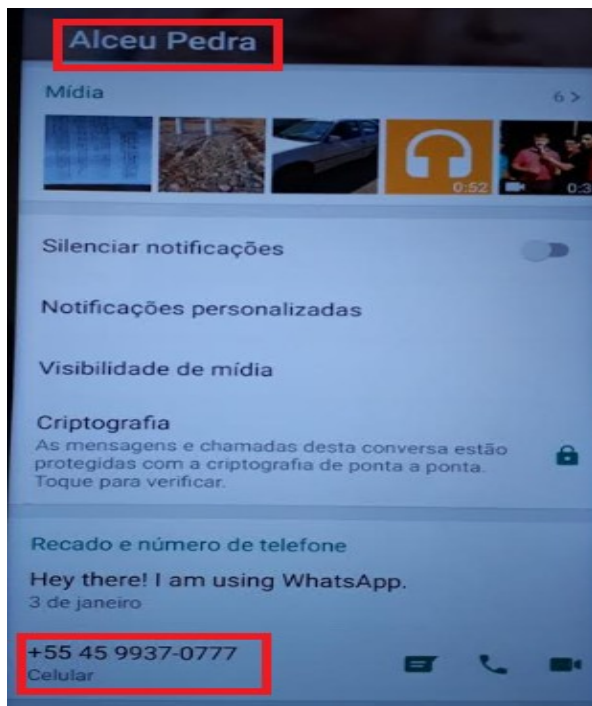 Alceu Pedra
Mídia 6 >
0:52 0:3
Silenciar notificações
Notificações personalizadas
Visibilidade de mídia
Criptografia
As mensagens e chamadas desta conversa estão
protegidas com a criptografia de ponta a ponta.
Toque para verificar.
Recado e número de telefone
Hey there! I am using WhatsApp.
3 de janeiro
+55 45 9937-0777
Celular